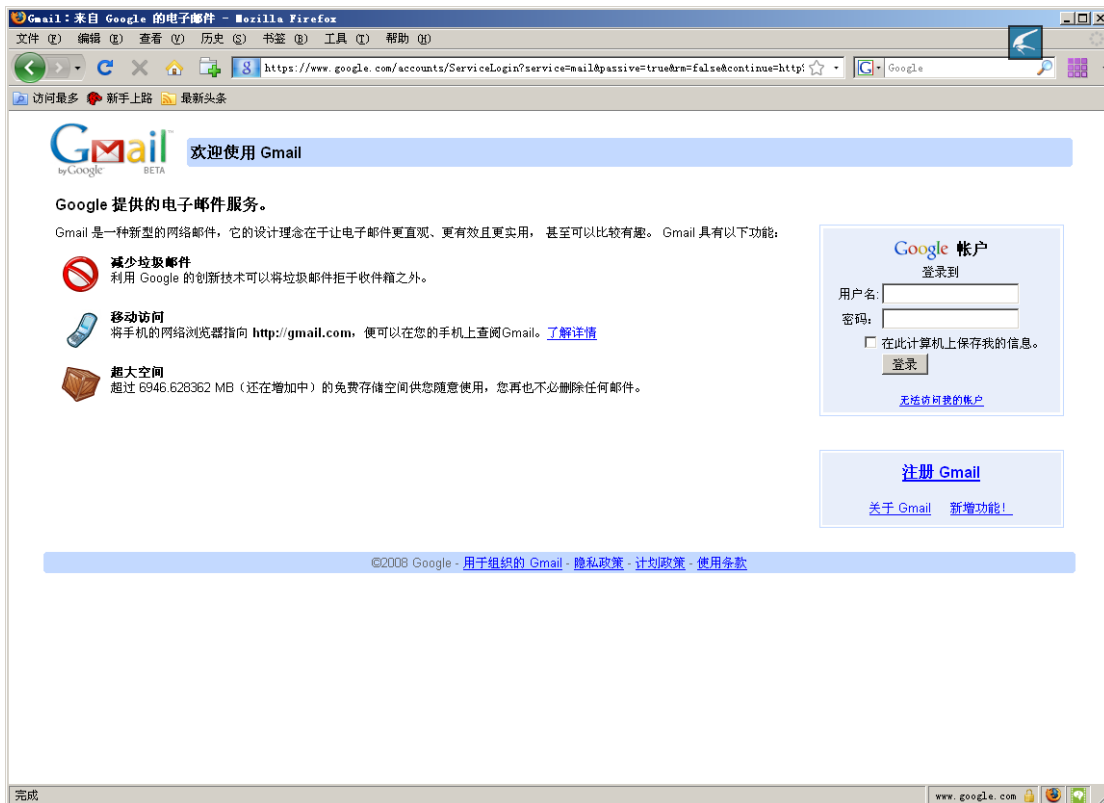 Gmail：来自 Google 的电子邮件 - Mozilla Firefox
文件 (F) 编辑 (E) 查看 (V) 历史 (S) 书签 (B) 工具 (T) 帮助 (H)
https://www.google.com/accounts/ServiceLogin?service=mail&passive=true&rm=false&continue=http%
Google
访问最多 新手上路 最新头条
Gmail
by Google BETA
欢迎使用 Gmail
Google 提供的电子邮件服务。
Gmail 是一种新型的网络邮件，它的设计理念在于让电子邮件更直观、更有效且更实用， 甚至可以比较有趣。 Gmail 具有以下功能：
减少垃圾邮件
利用 Google 的创新技术可以将垃圾邮件拒于收件箱之外。
移动访问
将手机的网络浏览器指向 http://gmail.com，便可以在您的手机上查阅Gmail。了解详情
超大空间
超过 6946.628362 MB（还在增加中）的免费存储空间供您随意使用，您再也不必删除任何邮件。
Google 帐户
登录到
用户名:
密码：
在此计算机上保存我的信息。
登录
无法访问我的帐户
注册 Gmail
关于 Gmail 新增功能！
©2008 Google - 用于组织的 Gmail - 隐私政策 - 计划政策 - 使用条款
完成
www.google.com